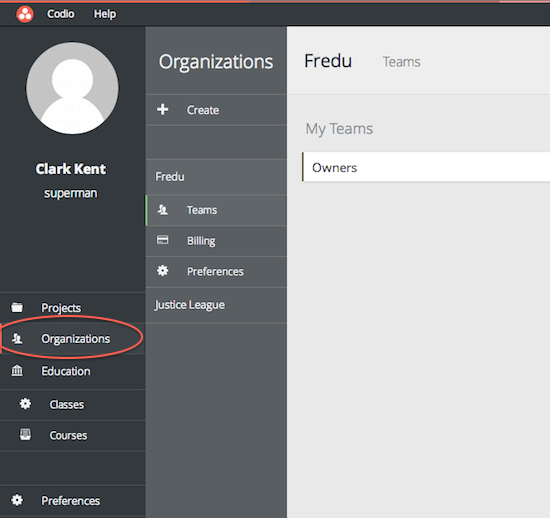 Codio Help
Clark Kent
superman
Projects
Organizations
Education
Classes
Courses
Preferences
Organizations
Create
Fredu
Teams
Billing
Preferences
Justice League
Fredu Teams
My Teams
Owners